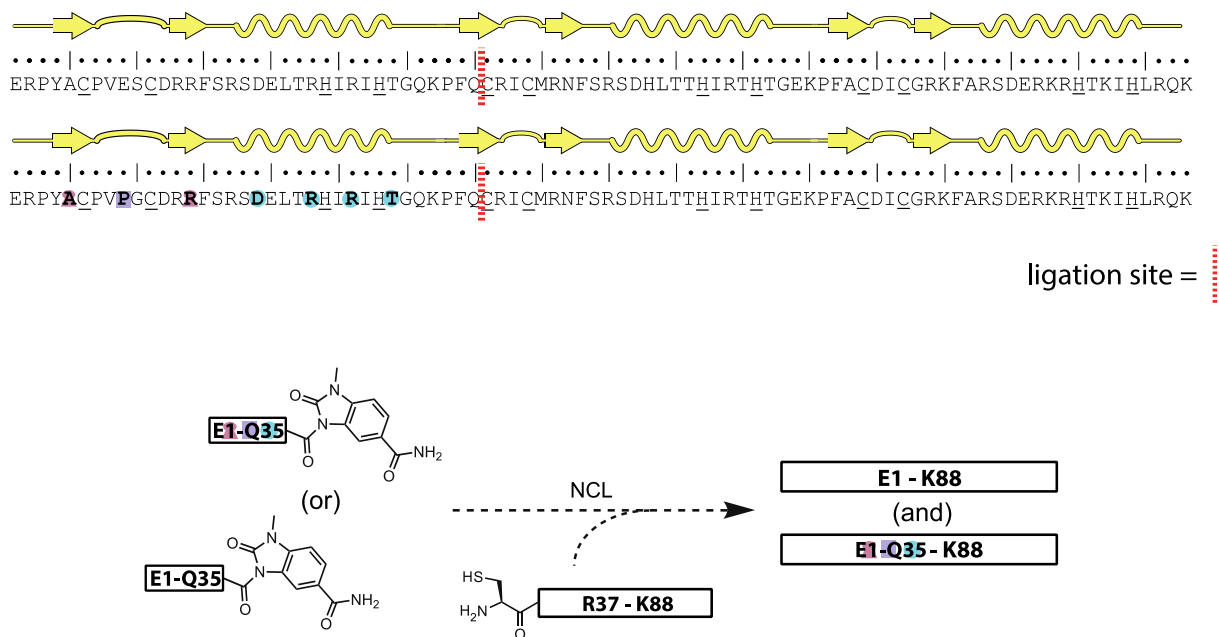 ERPYACPVESCDRRFSRSDELTRHIRIHTGQKPFQCRICMRNFSRSDHLTTHIRTHTGEKPFACDICGRKFARSDERKRHTKIHLRQK
ERPYACPVPGCDRRFSRSDELTRHIRIHTGQKPFQCRICMRNFSRSDHLTTHIRTHTGEKPFACDICGRKFARSDERKRHTKIHLRQK
ligation site =
N
O
N
E1-Q35
O
NH2
(or)
N
O
N
E1-Q35
O
NH2
O
NCL
HS
H2N
O
R37 - K88
E1 - K88
(and)
E1-Q35 - K88